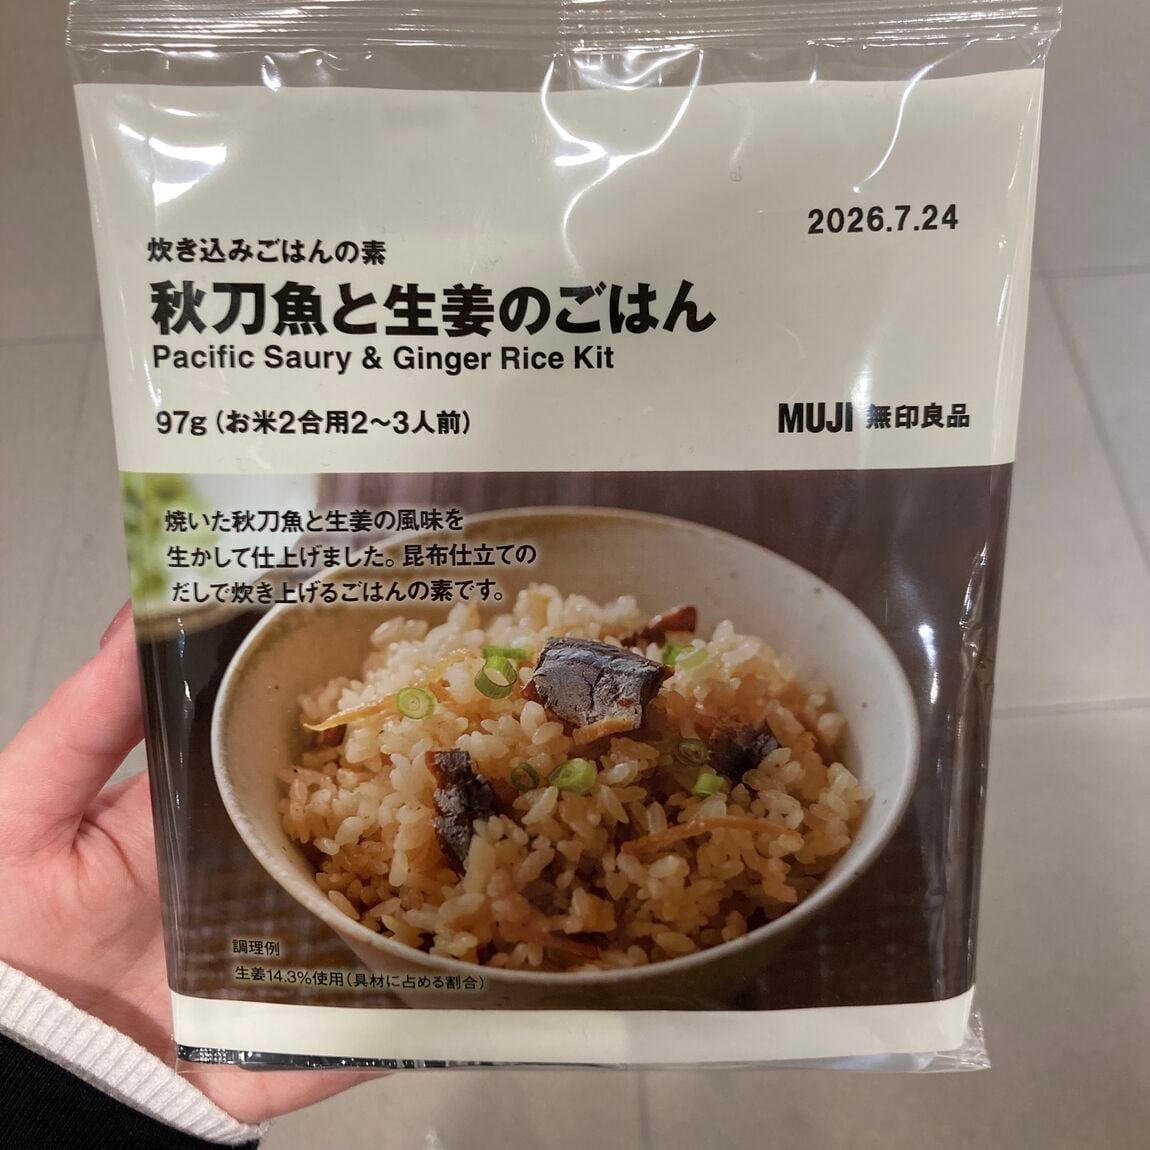 2026.7.24
炊き込みごはんの素
秋刀魚と生姜のごはん
Pacific Saury & Ginger Rice Kit
97g（お米2合用2～3人前）
MUJI 無印良品
焼いた秋刀魚と生姜の風味を
生かして仕上げました。昆布仕立ての
だしで炊き上げるごはんの素です。
調理例
生姜14.3%使用（具材に占める割合）